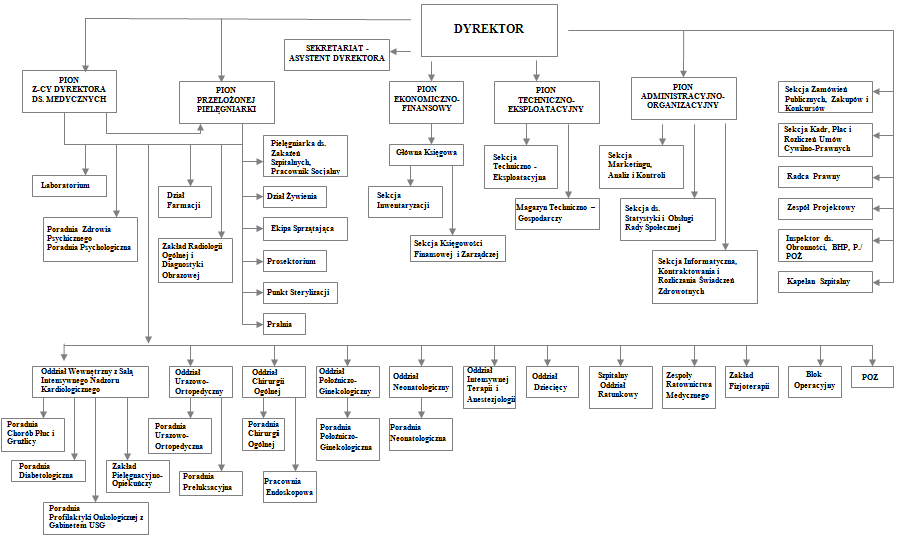 DYREKTOR
SEKRETARIAT -
ASYSTENT DYREKTORA
PION
Z-CY DYREKTORA
DS. MEDYCZNYCH
PION
PRZEŁOŻONEJ
PIELĘGNIARKI
PION
EKONOMICZNO-
FINANSOWY
PION
TECHNICZNO-
EKSPLOATACYJNY
PION
ADMINISTRACYJNO-
ORGANIZACYJNY
Sekcja Zamówień
Publicznych, Zakupów i
Konkursów
Sekcja Kadr, Płac i
Rozliczeń Umów
Cywilno-Prawnych
Radca Prawny
Zespół Projektowy
Inspektor ds.
Obronności, BHP, P./
POŻ
Kapelan Szpitalny
Pielęgniarka ds.
Zakażeń
Szpitalnych,
Pracownik Socjalny
Dział Żywienia
Ekipa Sprzątająca
Prosektorium
Punkt Sterylizacji
Pralnia
Laboratorium
Poradnia Zdrowia
Psychicznego
Poradnia Psychologiczna
Dział
Farmacji
Zakład Radiologii
Ogólnej i
Diagnostyki
Obrazowej
Główna Księgowa
Sekcja
Inwentaryzacji
Sekcja Księgowości
Finansowej i Zarządczej
Sekcja
Techniczno -
Eksploatacyjna
Magazyn Techniczno –
Gospodarczy
Sekcja
Marketingu,
Analiz i Kontroli
Sekcja ds.
Statystyki i Obsługi
Rady Społecznej
Sekcja Informatyczna,
Kontraktowania i
Rozliczania Świadczeń
Zdrowotnych
Oddział Wewnętrzny z Salą
Intensywnego Nadzoru
Kardiologicznego
Oddział
Urazowo-
Ortopedyczny
Oddział
Chirurgii
Ogólnej
Oddział
Położniczo-
Ginekologiczny
Oddział
Neonatologiczny
Oddział
Intensywnej
Terapii i
Anestezjologii
Oddział
Dziecięcy
Szpitalny
Oddział
Ratunkowy
Zespoły
Ratownictwa
Medycznego
Zakład
Fizjoterapii
Blok
Operacyjny
POZ
Poradnia
Chorób Płuc i
Gruźlicy
Poradnia
Diabetologiczna
Poradnia
Profilaktyki Onkologicznej z
Gabinetem USG
Zakład
Pielęgnacyjno-
Opiekuńczy
Poradnia
Urazowo-
Ortopedyczna
Poradnia
Preluksacyjna
Poradnia
Chirurgii
Ogólnej
Pracownia
Endoskopowa
Poradnia
Położniczo-
Ginekologiczna
Poradnia
Neonatologiczna